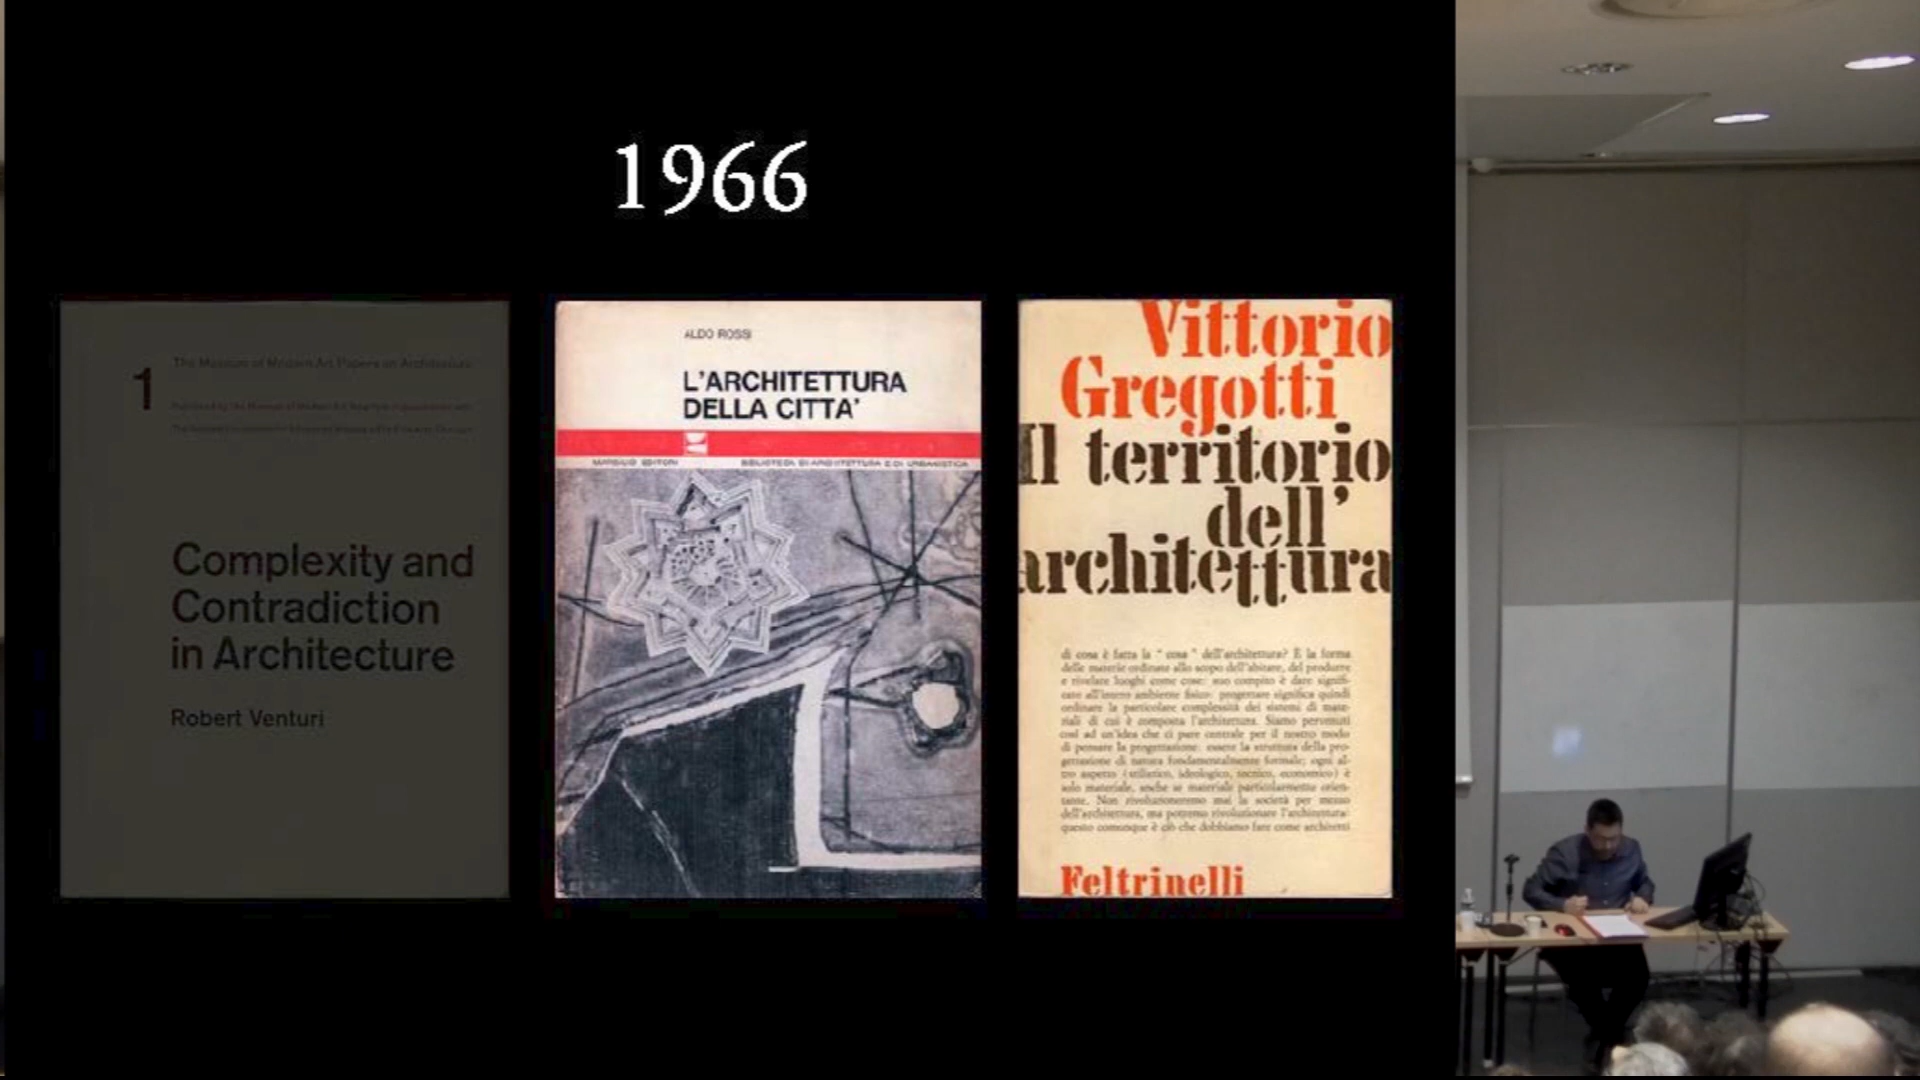 1966
1
The Museum of Modern Art Papers on Architecture
Complexity and
Contradiction
in Architecture
Robert Venturi
ALDO ROSSI
L'ARCHITETTURA
DELLA CITTA'
MARSILIO EDITORI BIBLIOTECA DI ARCHITETTURA E DI URBANISTICA
Vittorio
Gregotti
Il territorio
dell'
architettura
di cosa è fatta la " cosa " dell'architettura? È la forma
delle materie ordinate allo scopo dell'abitare, del produrre
e rivelare luoghi come cose: suo compito è dare signifi-
cato all'intero ambiente fisico: progettare significa quindi
ordinare la particolare complessità dei sistemi di mate-
riali di cui è composta l'architettura. Siamo pervenuti
così ad un'idea che ci pare centrale per il nostro modo
di pensare la progettazione: essere la struttura della pro-
gettazione di natura fondamentalmente formale; ogni al-
tro aspetto (stilistico, ideologico, tecnico, economico) è
solo materiale, anche se materiale particolarmente orien-
tante. Non rivoluzioneremo mai la società per mezzo
dell'architettura, ma potremo rivoluzionare l'architettura:
questo comunque è ciò che dobbiamo fare come architetti
Feltrinelli